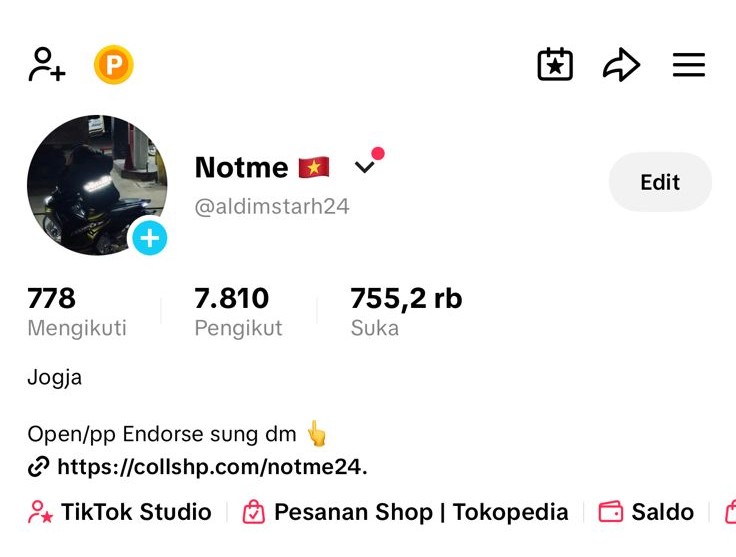 P
Notme 🇻🇳
@aldimstarh24
Edit
778
Mengikuti
7.810
Pengikut
755,2 rb
Suka
Jogja
Open/pp Endorse sung dm 👆
https://collshp.com/notme24.
TikTok Studio
Pesanan Shop | Tokopedia
Saldo